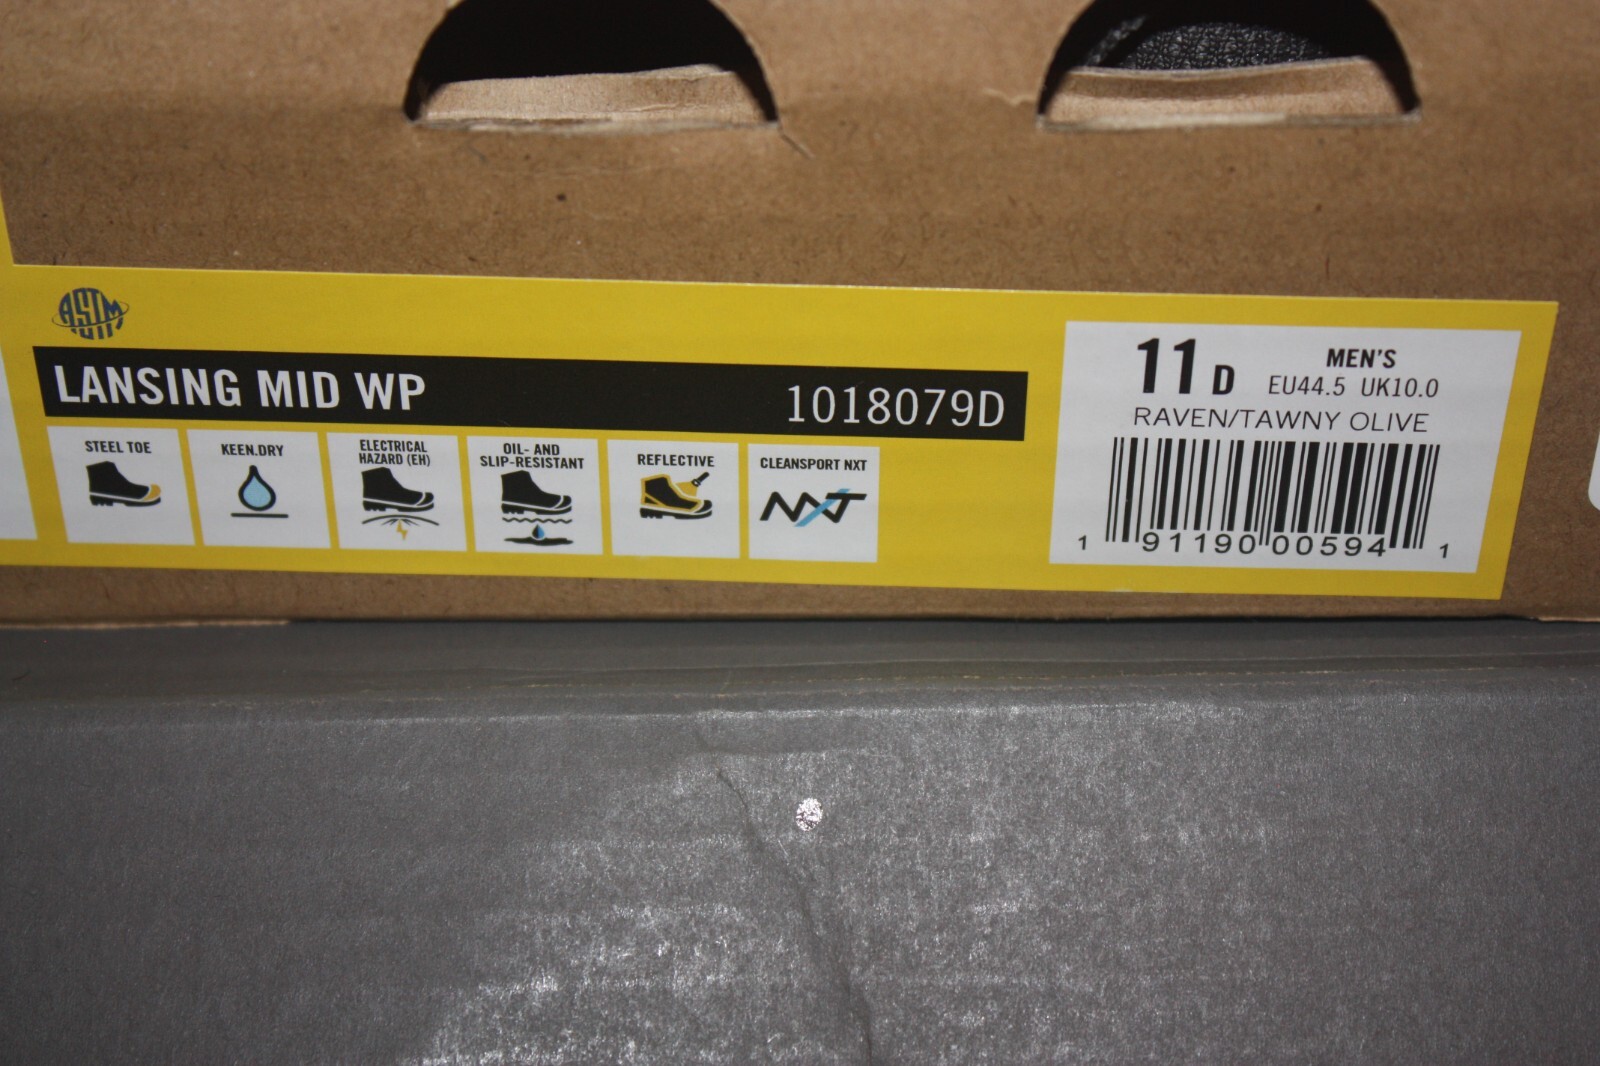 ASTM
LANSING MID WP 1018079D
STEEL TOE
KEEN.DRY
ELECTRICAL
HAZARD (EH)
OIL- AND
SLIP-RESISTANT
REFLECTIVE
CLEANSPORT NXT
NXT
11 D
MEN'S
EU44.5 UK10.0
RAVEN/TAWNY OLIVE
1 91190 00594 1